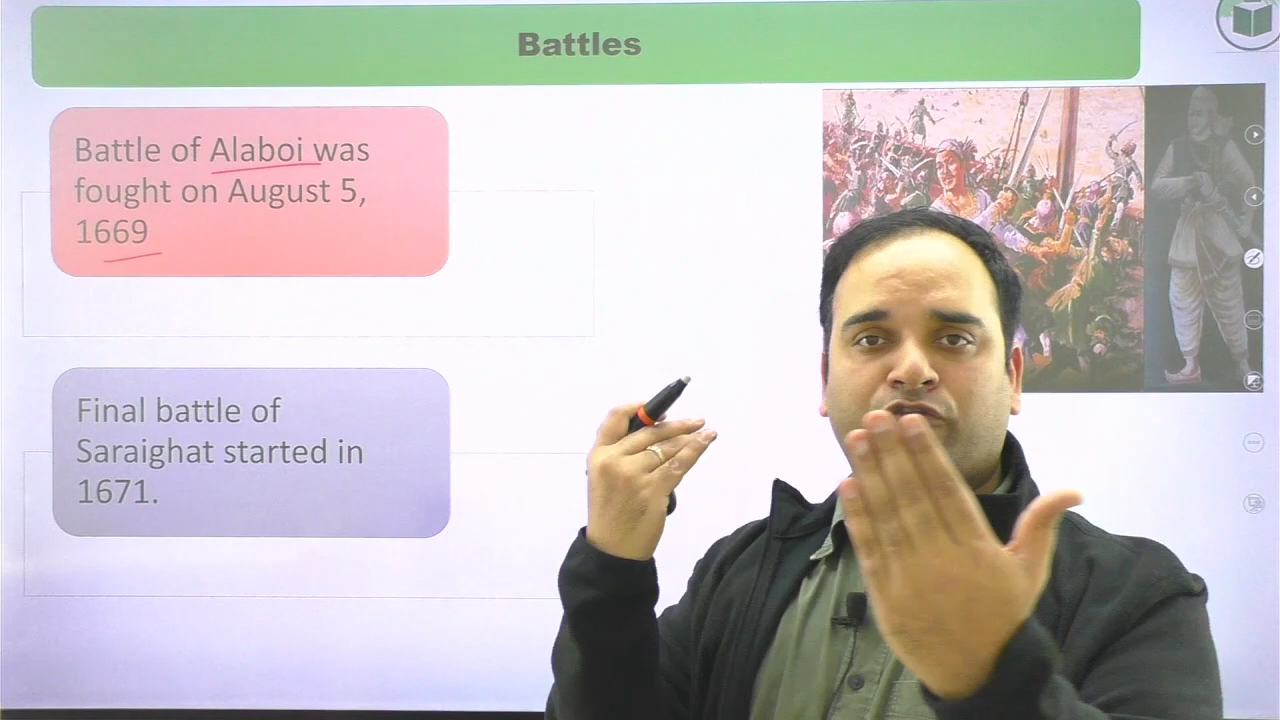 Battles
Battle of Alaboi was
fought on August 5,
1669
Final battle of
Saraighat started in
1671.